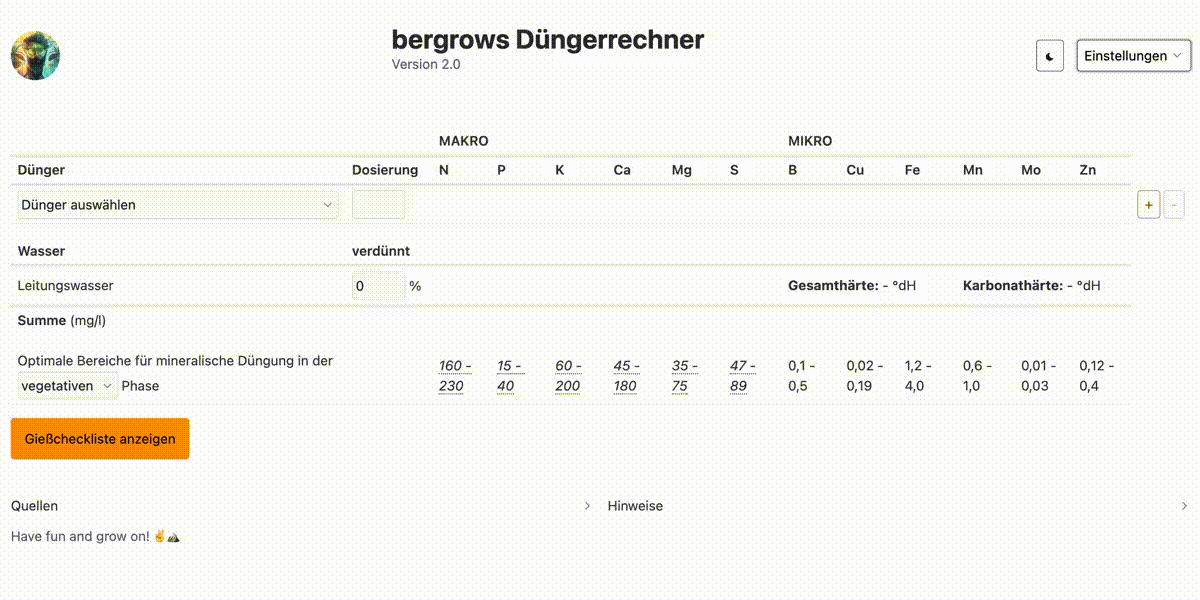 bergrows Düngerrechner
Version 2.0
Einstellungen
MAKRO MIKRO
Dünger Dosierung N P K Ca Mg S B Cu Fe Mn Mo Zn
Dünger auswählen + -
Wasser verdünnt
Leitungswasser 0 % Gesamthärte: - °dH Karbonathärte: - °dH
Summe (mg/l)
Optimale Bereiche für mineralische Düngung in der
160 - 15 - 60 - 45 - 35 - 47 - 0,1 - 0,02 - 1,2 - 0,6 - 0,01 - 0,12 -
vegetativen Phase 230 40 200 180 75 89 0,5 0,19 4,0 1,0 0,03 0,4
Gießcheckliste anzeigen
Quellen Hinweise
Have fun and grow on! ✌️⛰️